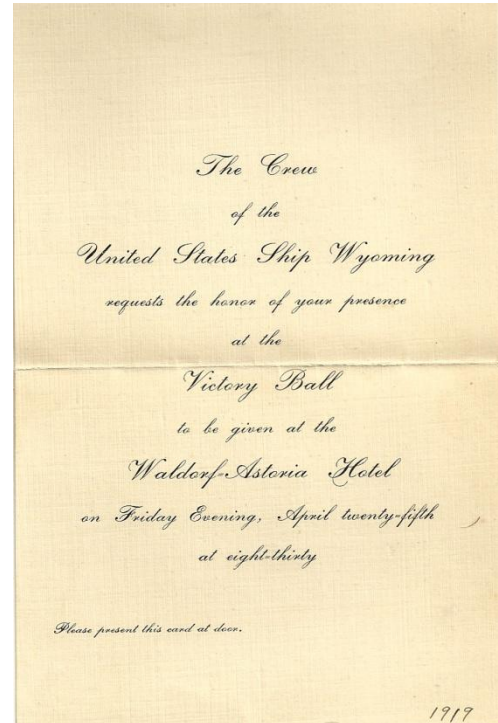 The Crew
of the
United States Ship Wyoming
requests the honor of your presence
at the
Victory Ball
to be given at the
Waldorf-Astoria Hotel
on Friday Evening, April twenty-fifth
at eight-thirty
Please present this card at door.
1919